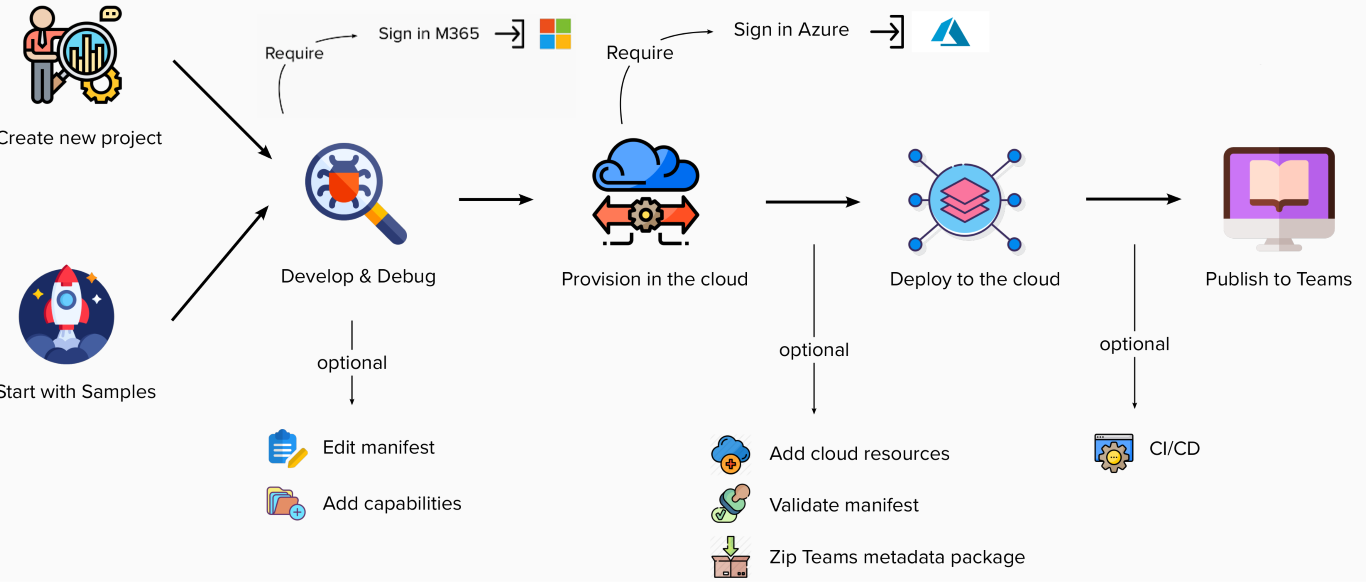 Require
Sign in M365
Require
Sign in Azure
Create new project
Develop & Debug
Provision in the cloud
Deploy to the cloud
Publish to Teams
Start with Samples
optional
Edit manifest
Add capabilities
optional
Add cloud resources
Validate manifest
Zip Teams metadata package
optional
CI/CD